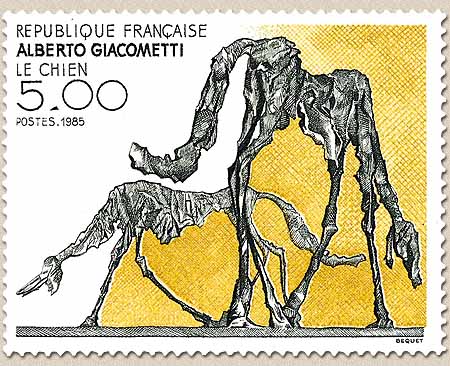 REPUBLIQUE FRANÇAISE
ALBERTO GIACOMETTI
LE CHIEN
5.00
POSTES.1985
BEQUET